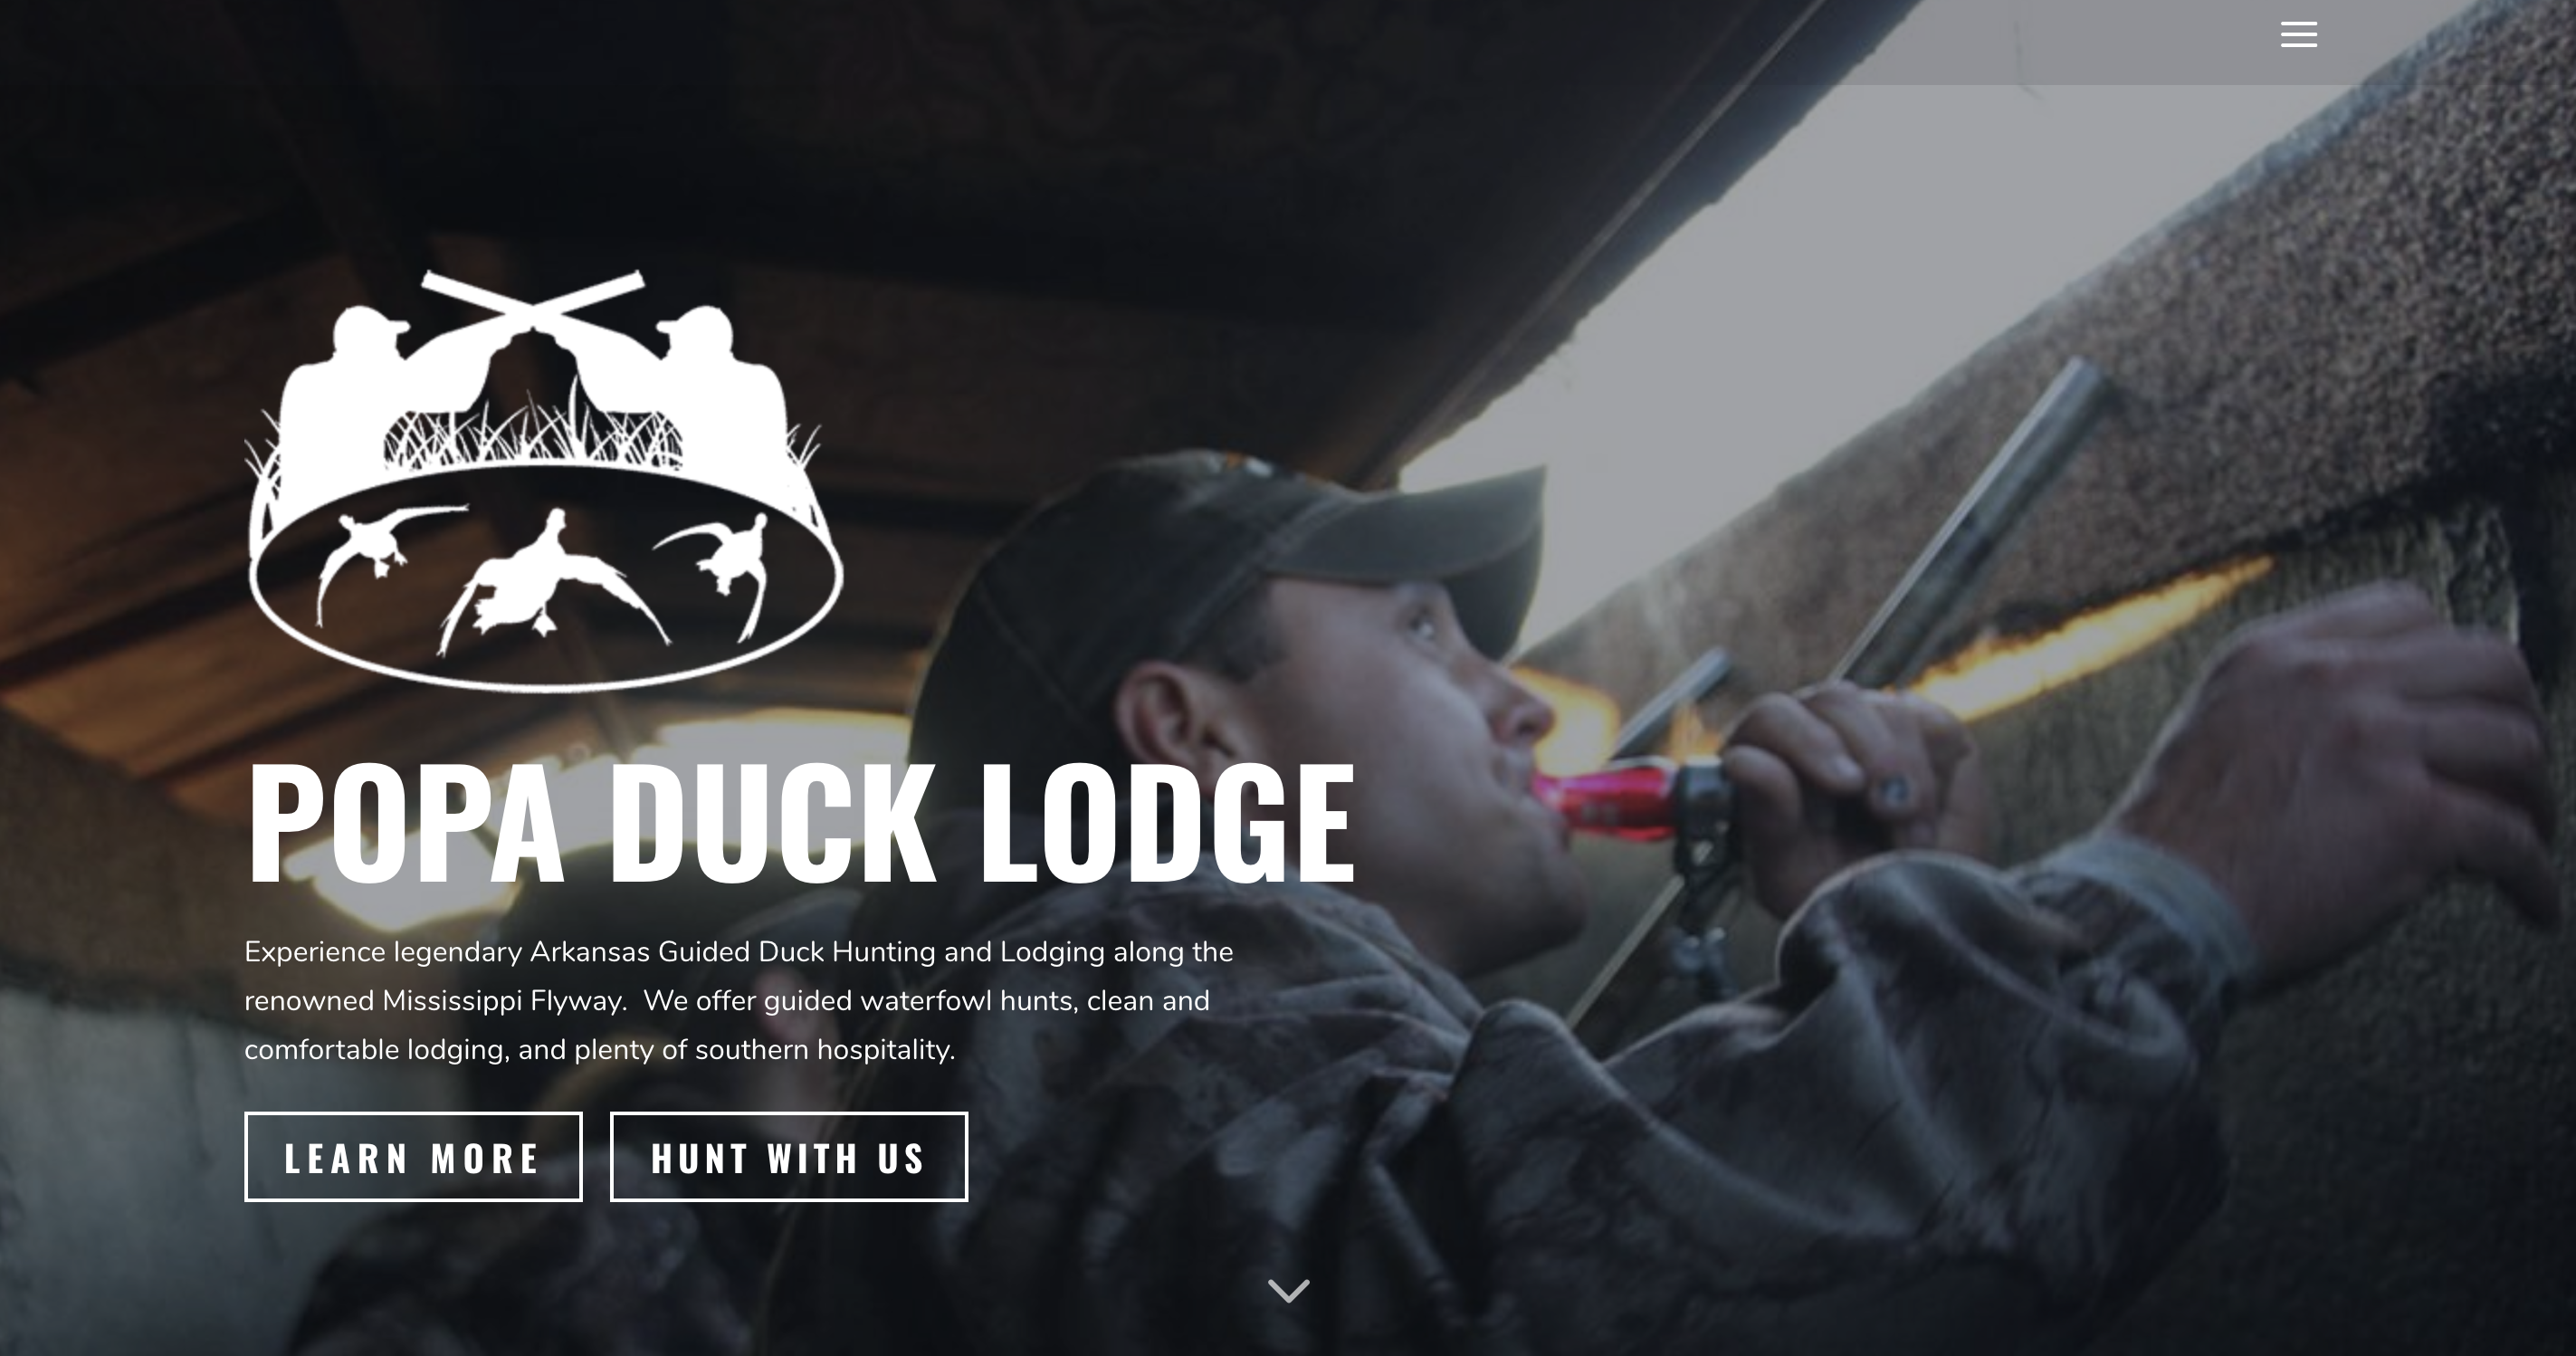 POPA DUCK LODGE
Experience legendary Arkansas Guided Duck Hunting and Lodging along the
renowned Mississippi Flyway.  We offer guided waterfowl hunts, clean and
comfortable lodging, and plenty of southern hospitality.
LEARN MORE
HUNT WITH US